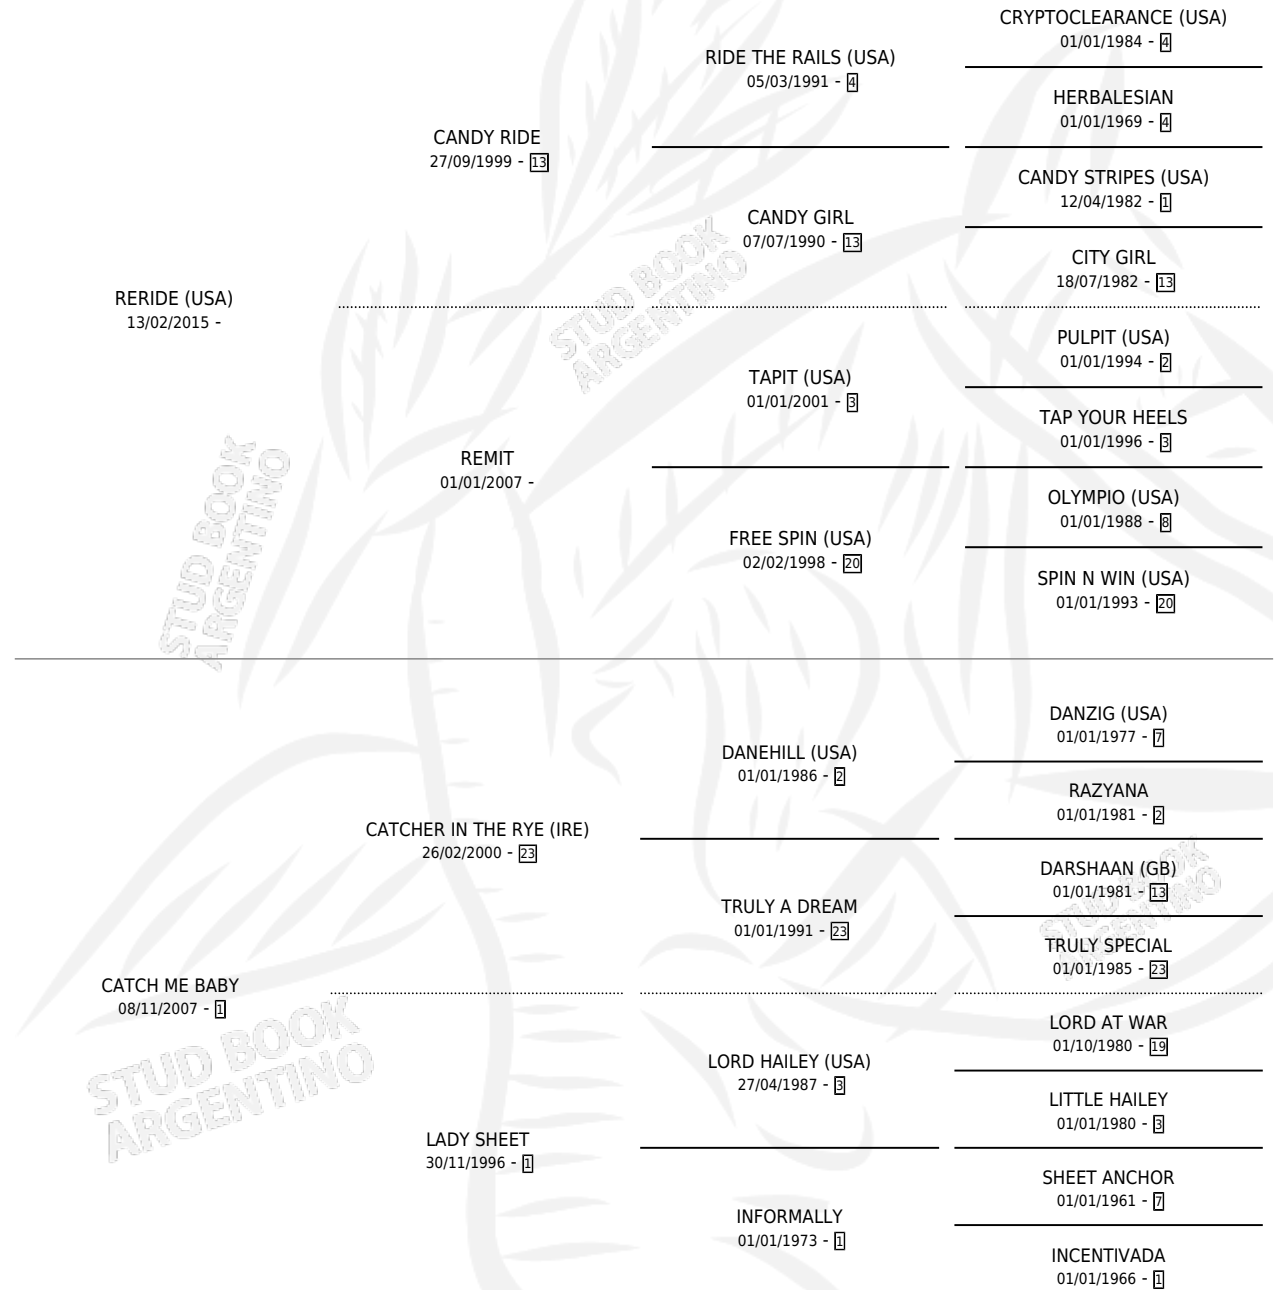 CRYPTOCLEARANCE (USA)
01/01/1984 - 4
RIDE THE RAILS (USA)
05/03/1991 - 4
HERBALESIAN
01/01/1969 - 4
CANDY RIDE
27/09/1999 - 13
CANDY STRIPES (USA)
12/04/1982 - 1
CANDY GIRL
07/07/1990 - 13
CITY GIRL
18/07/1982 - 13
RERIDE (USA)
13/02/2015 -
STUD BOOK
ARGENTINO
PULPIT (USA)
01/01/1994 - 2
TAPIT (USA)
01/01/2001 - 3
TAP YOUR HEELS
01/01/1996 - 3
REMIT
01/01/2007 -
OLYMPIO (USA)
01/01/1988 - 8
FREE SPIN (USA)
02/02/1998 - 20
SPIN N WIN (USA)
01/01/1993 - 20
STUD BOOK
ARGENTINO
DANZIG (USA)
01/01/1977 - 7
DANEHILL (USA)
01/01/1986 - 2
RAZYANA
01/01/1981 - 2
CATCHER IN THE RYE (IRE)
26/02/2000 - 23
DARSHAAN (GB)
01/01/1981 - 13
TRULY A DREAM
01/01/1991 - 23
TRULY SPECIAL
01/01/1985 - 23
STUD BOOK
ARGENTINO
CATCH ME BABY
08/11/2007 - 1
STUD BOOK
ARGENTINO
LORD AT WAR
01/10/1980 - 19
LORD HAILEY (USA)
27/04/1987 - 3
LITTLE HAILEY
01/01/1980 - 3
LADY SHEET
30/11/1996 - 1
SHEET ANCHOR
01/01/1961 - 7
INFORMALLY
01/01/1973 - 1
INCENTIVADA
01/01/1966 - 1